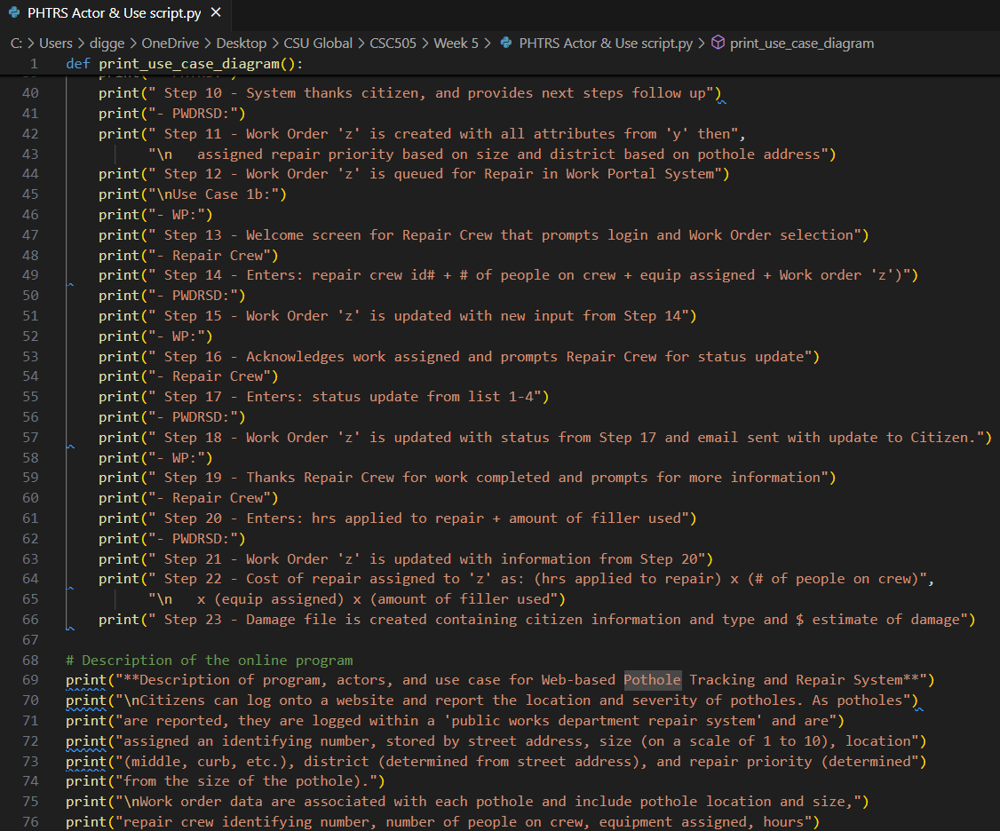 PHTRS Actor & Use script.py ×
C: > Users > digge > OneDrive > Desktop > CSU Global > CSC505 > Week 5 > PHTRS Actor & Use script.py > print_use_case_diagram
1 def print_use_case_diagram():
40 print(" Step 10 - System thanks citizen, and provides next steps follow up")
41 print("- PWDRSD:")
42 print(" Step 11 - Work Order 'z' is created with all attributes from 'y' then",
43 "\n   assigned repair priority based on size and district based on pothole address")
44 print(" Step 12 - Work Order 'z' is queued for Repair in Work Portal System")
45 print("\nUse Case 1b:")
46 print("- WP:")
47 print(" Step 13 - Welcome screen for Repair Crew that prompts login and Work Order selection")
48 print("- Repair Crew")
49 print(" Step 14 - Enters: repair crew id# + # of people on crew + equip assigned + Work order 'z')")
50 print("- PWDRSD:")
51 print(" Step 15 - Work Order 'z' is updated with new input from Step 14")
52 print("- WP:")
53 print(" Step 16 - Acknowledges work assigned and prompts Repair Crew for status update")
54 print("- Repair Crew")
55 print(" Step 17 - Enters: status update from list 1-4")
56 print("- PWDRSD:")
57 print(" Step 18 - Work Order 'z' is updated with status from Step 17 and email sent with update to Citizen.")
58 print("- WP:")
59 print(" Step 19 - Thanks Repair Crew for work completed and prompts for more information")
60 print("- Repair Crew")
61 print(" Step 20 - Enters: hrs applied to repair + amount of filler used")
62 print("- PWDRSD:")
63 print(" Step 21 - Work Order 'z' is updated with information from Step 20")
64 print(" Step 22 - Cost of repair assigned to 'z' as: (hrs applied to repair) x (# of people on crew)",
65 "\n   x (equip assigned) x (amount of filler used")
66 print(" Step 23 - Damage file is created containing citizen information and type and $ estimate of damage")
67
68 # Description of the online program
69 print("**Description of program, actors, and use case for Web-based Pothole Tracking and Repair System**")
70 print("\nCitizens can log onto a website and report the location and severity of potholes. As potholes")
71 print("are reported, they are logged within a 'public works department repair system' and are")
72 print("assigned an identifying number, stored by street address, size (on a scale of 1 to 10), location")
73 print("(middle, curb, etc.), district (determined from street address), and repair priority (determined")
74 print("from the size of the pothole).")
75 print("\nWork order data are associated with each pothole and include pothole location and size,")
76 print("repair crew identifying number, number of people on crew, equipment assigned, hours")